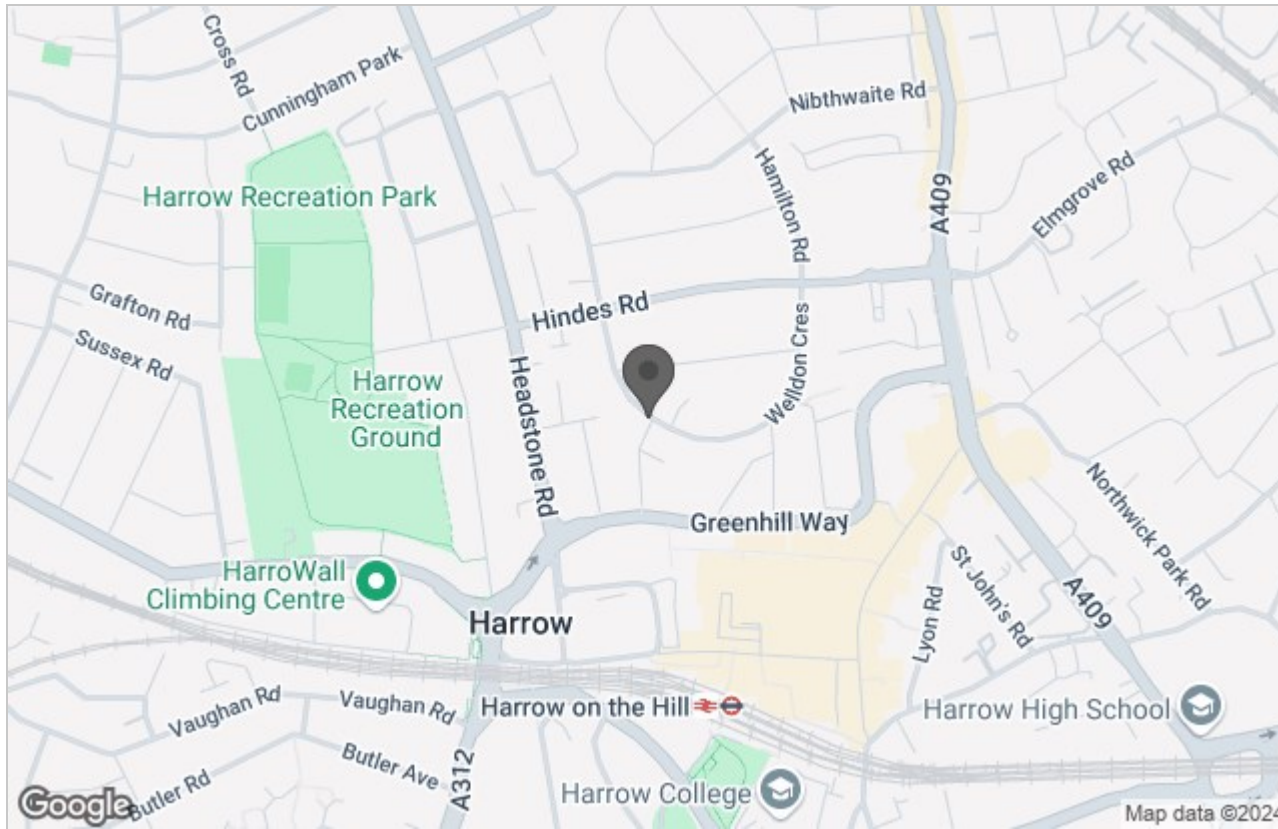 Cross Rd
Cunningham Park
Nibthwaite Rd
Hamilton Rd
A409
Elmgrove Rd
Harrow Recreation Park
Grafton Rd
Sussex Rd
Hindes Rd
Welldon Cres
Harrow
Recreation
Ground
Headstone Rd
Northwick Park Rd
Greenhill Way
St John's Rd
Lyon Rd
A409
HarroWall
Climbing Centre
Harrow
Vaughan Rd
Vaughan Rd
Harrow on the Hill
Harrow High School
Butler Rd
Butler Ave
A312
Harrow College
Google
Map data ©2024